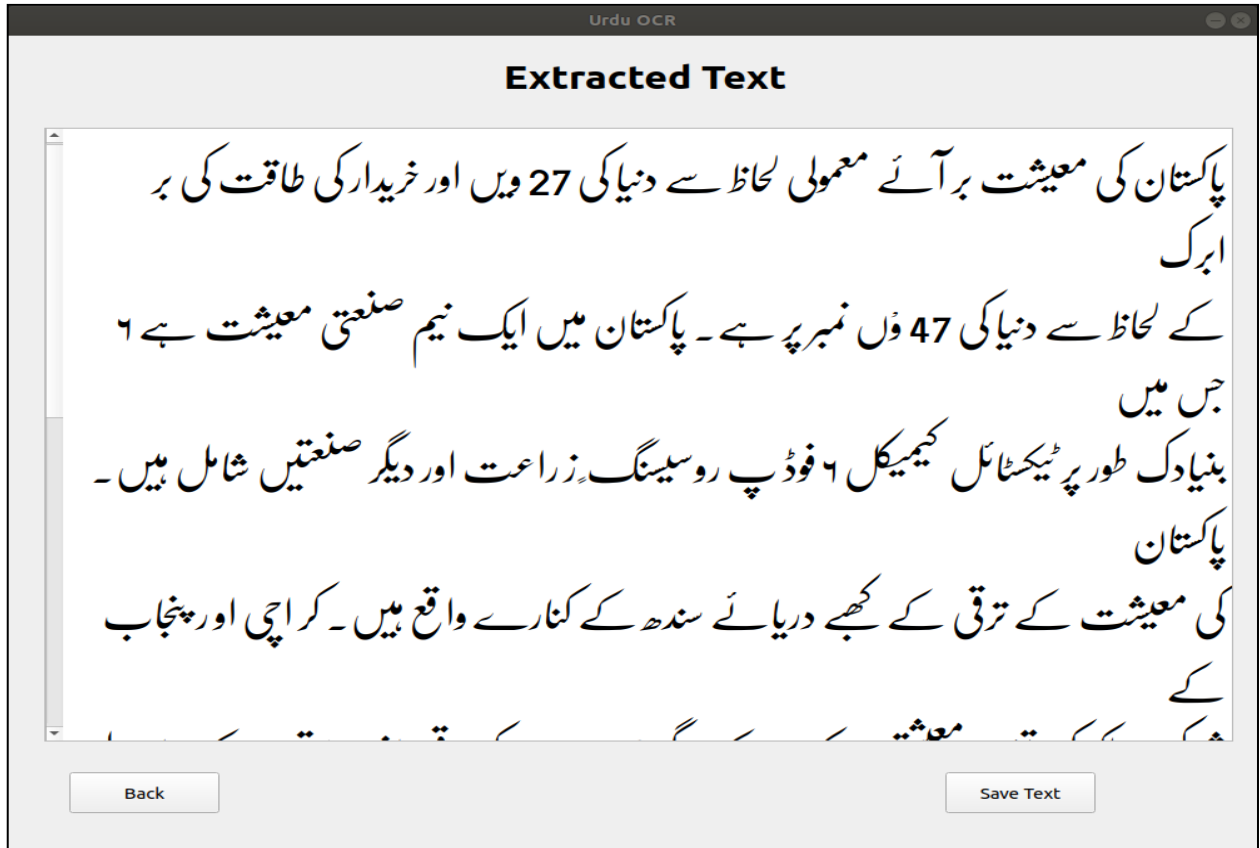 Urdu OCR
Extracted Text
پاکستان کی معیشت بر آئے معمولی لحاظ سے دنیا کی 27 ویں اور خریدار کی طاقت کی بر
ابرک
کے لحاظ سے دنیا کی 47 وْں نمبر پر ہے۔ پاکستان میں ایک نیم صنعتی معیشت ہے ٦
جس میں
بنیادک طور پر ٹیکسٹائل کیمیکل ٦ فوڈ پ روسیسنگ ٕزراعت اور دیگر صنعتیں شامل ہیں۔
پاکستان
کی معیشت کے ترقی کے کھبے دریائے سندھ کے کنارے واقع ہیں۔ کر اچی اور پنجاب
کے
Back
Save Text